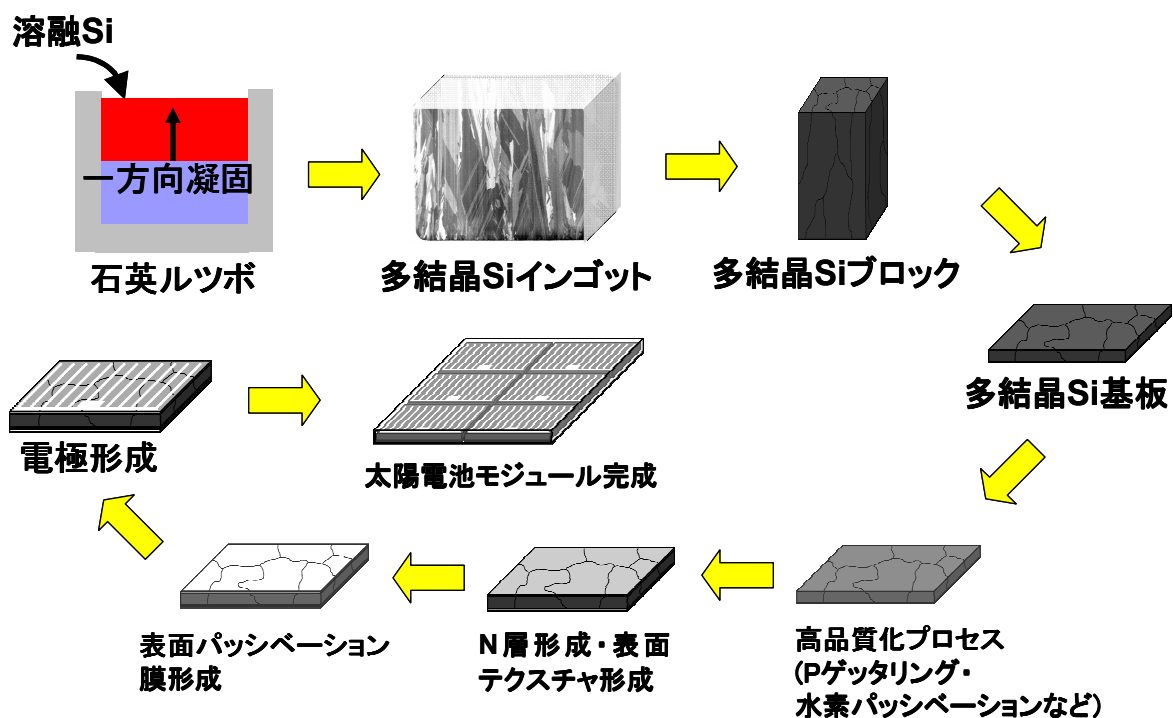 溶融Si
一方向凝固
石英ルツボ
多結晶Siインゴット
多結晶Siブロック
多結晶Si基板
高品質化プロセス
(Pゲッタリング・
水素パッシベーションなど)
N層形成・表面
テクスチャ形成
表面パッシベーション
膜形成
電極形成
太陽電池モジュール完成